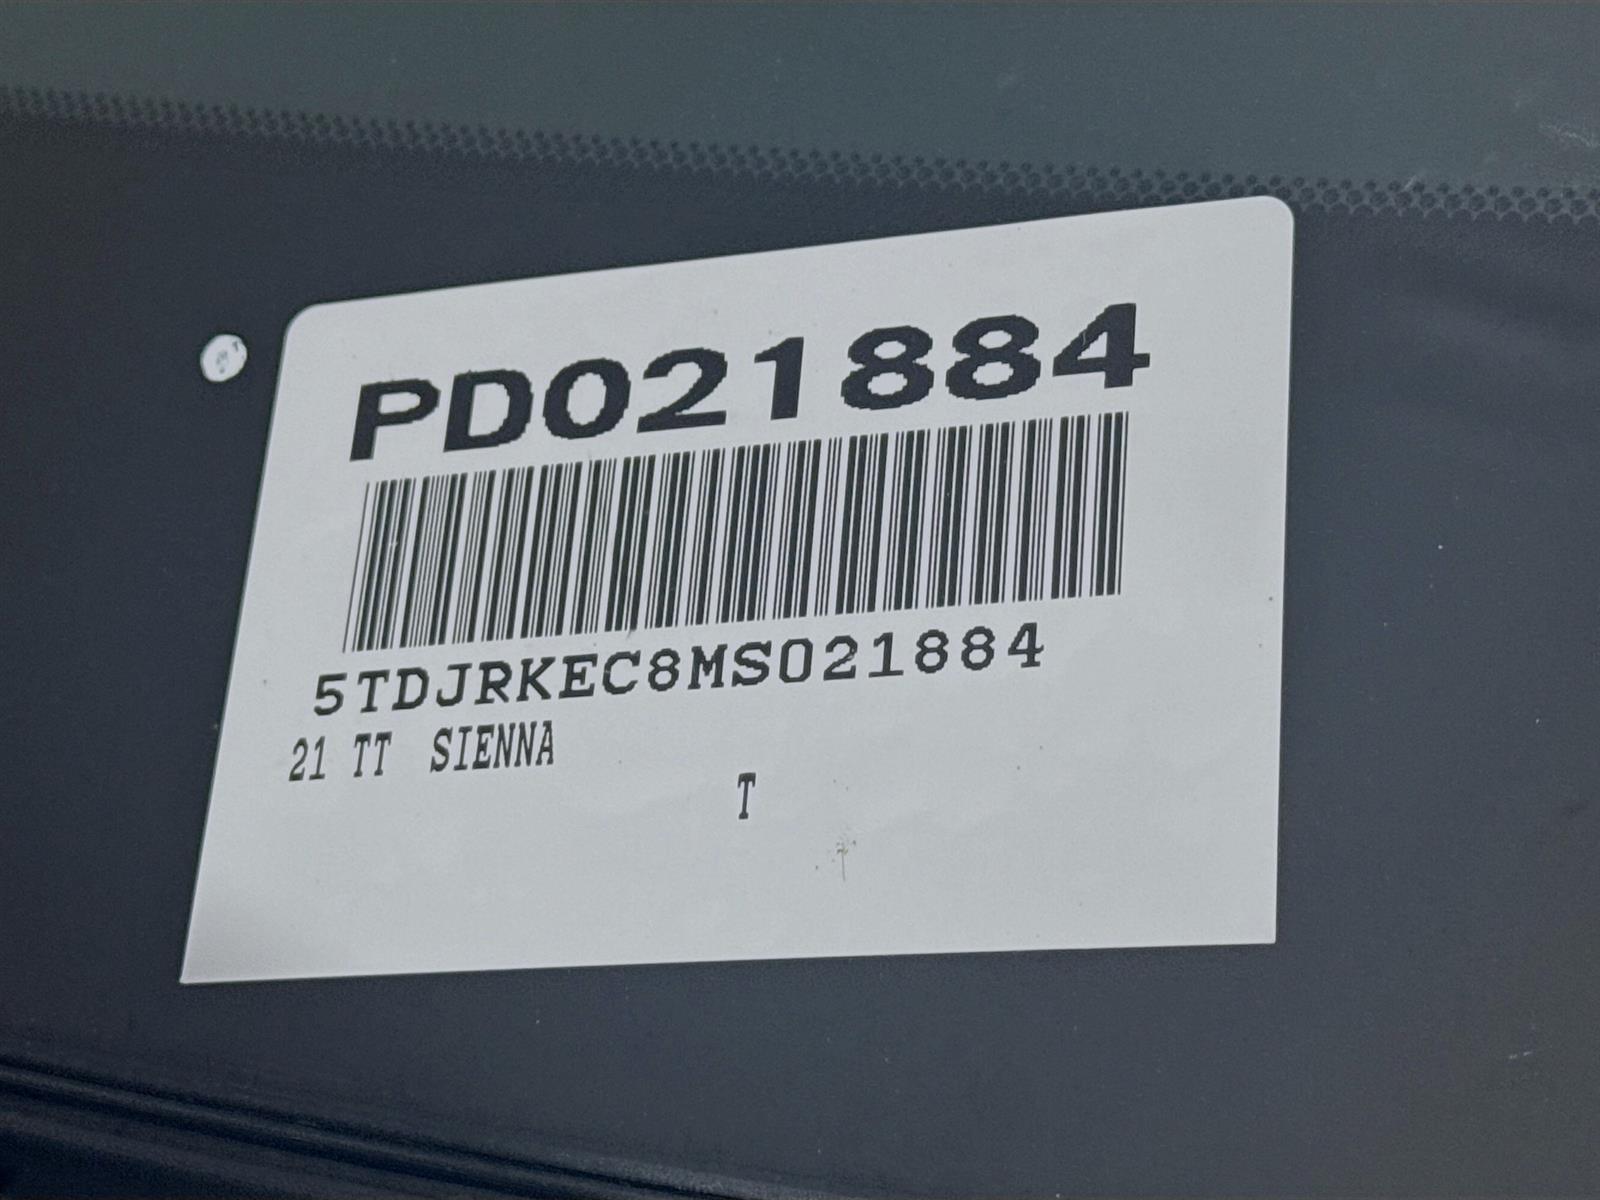 PD021884
5TDJRKEC8MS021884
21 TT SIENNA
T